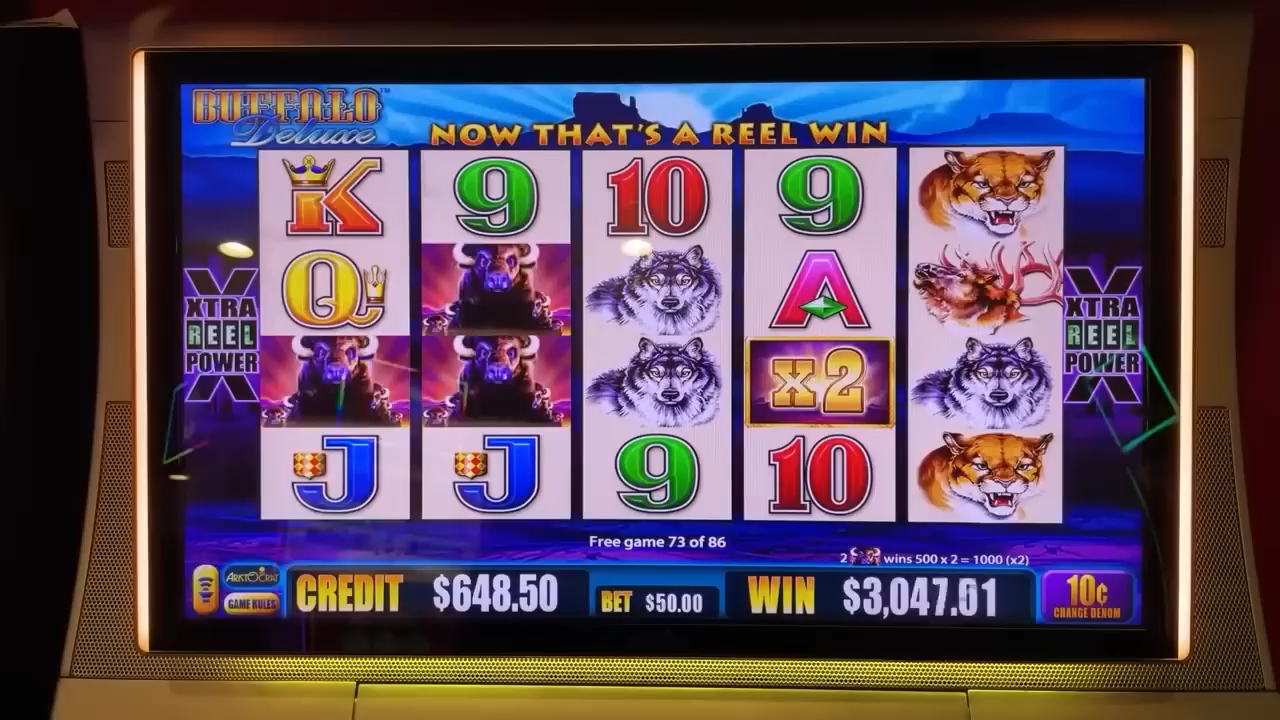 BUFFALO™
Deluxe
NOW THAT'S A REEL WIN
K 9 10 9
Q A
XTRA
REEL
POWER
X
XTRA
REEL
POWER
X
x2
J J 9 10
Free game 73 of 86
2 wins 500 x 2 = 1000 (x2)
ARISTOCRAT
GAME RULES
CREDIT $648.50
BET $50.00
WIN $3,047.01
10¢
CHANGE DENOM